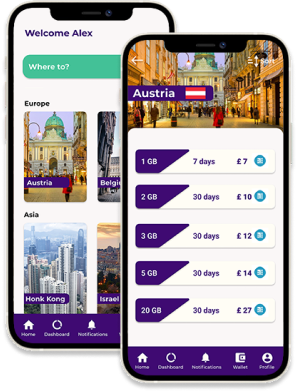 Welcome Alex
Where to?
Europe
Austria
Belgi
Asia
Honk Kong
Israel
Home
Dashboard
Notifications
Sort
Austria
1 GB 7 days £ 7
2 GB 30 days £ 10
3 GB 30 days £ 12
5 GB 30 days £ 14
20 GB 30 days £ 27
Home
Dashboard
Notifications
Wallet
Profile